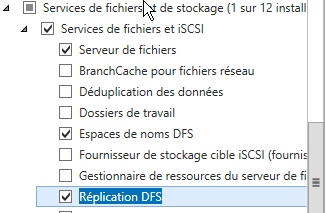 Services de fichiers et de stockage (1 sur 12 install
Services de fichiers et iSCSI
Serveur de fichiers
BranchCache pour fichiers réseau
Déduplication des données
Dossiers de travail
Espaces de noms DFS
Fournisseur de stockage cible iSCSI (fournis
Gestionnaire de ressources du serveur de fi
Réplication DFS